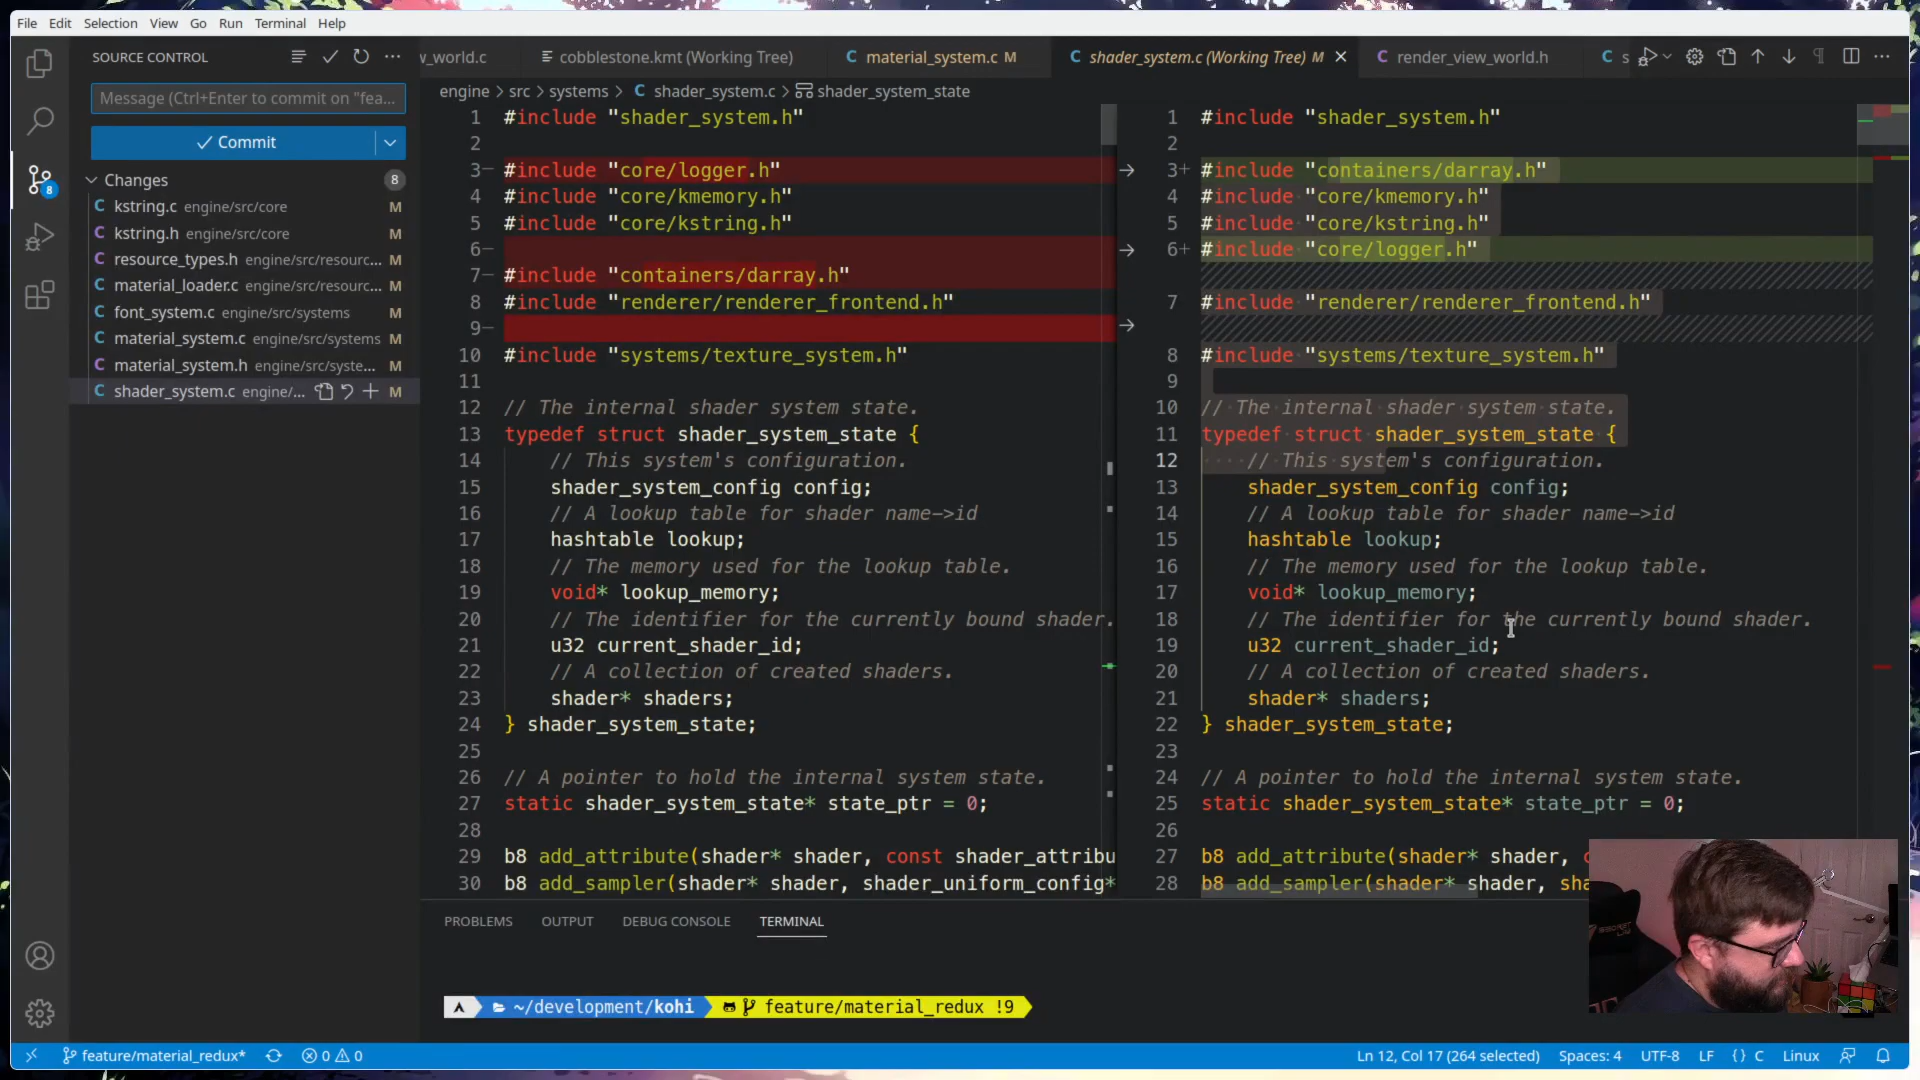 File Edit Selection View Go Run Terminal Help
SOURCE CONTROL
w_world.c
cobblestone.kmt (Working Tree)
material_system.c M
shader_system.c (Working Tree) M
render_view_world.h
s
engine > src > systems > shader_system.c > shader_system_state
Message (Ctrl+Enter to commit on "fea...
Commit
Changes 8
8
kstring.c engine/src/core M
kstring.h engine/src/core M
resource_types.h engine/src/resourc... M
material_loader.c engine/src/resourc... M
font_system.c engine/src/systems M
material_system.c engine/src/systems M
material_system.h engine/src/syste... M
shader_system.c engine/... M
1 #include "shader_system.h"
2
3− #include "core/logger.h"
4 #include "core/kmemory.h"
5 #include "core/kstring.h"
6−
7− #include "containers/darray.h"
8 #include "renderer/renderer_frontend.h"
9−
10 #include "systems/texture_system.h"
11
12 // The internal shader system state.
13 typedef struct shader_system_state {
14 // This system's configuration.
15 shader_system_config config;
16 // A lookup table for shader name->id
17 hashtable lookup;
18 // The memory used for the lookup table.
19 void* lookup_memory;
20 // The identifier for the currently bound shader.
21 u32 current_shader_id;
22 // A collection of created shaders.
23 shader* shaders;
24 } shader_system_state;
25
26 // A pointer to hold the internal system state.
27 static shader_system_state* state_ptr = 0;
28
29 b8 add_attribute(shader* shader, const shader_attribu
30 b8 add_sampler(shader* shader, shader_uniform_config*
1 #include "shader_system.h"
2
3+ #include "containers/darray.h"
4 #include "core/kmemory.h"
5 #include "core/kstring.h"
6+ #include "core/logger.h"
7 #include "renderer/renderer_frontend.h"
8 #include "systems/texture_system.h"
9
10 // The internal shader system state.
11 typedef struct shader_system_state {
12 // This system's configuration.
13 shader_system_config config;
14 // A lookup table for shader name->id
15 hashtable lookup;
16 // The memory used for the lookup table.
17 void* lookup_memory;
18 // The identifier for the currently bound shader.
19 u32 current_shader_id;
20 // A collection of created shaders.
21 shader* shaders;
22 } shader_system_state;
23
24 // A pointer to hold the internal system state.
25 static shader_system_state* state_ptr = 0;
26
27 b8 add_attribute(shader* shader, c
28 b8 add_sampler(shader* shader, sha
PROBLEMS OUTPUT DEBUG CONSOLE TERMINAL
~/development/kohi feature/material_redux !9
feature/material_redux* 0 0
Ln 12, Col 17 (264 selected) Spaces: 4 UTF-8 LF {} C Linux